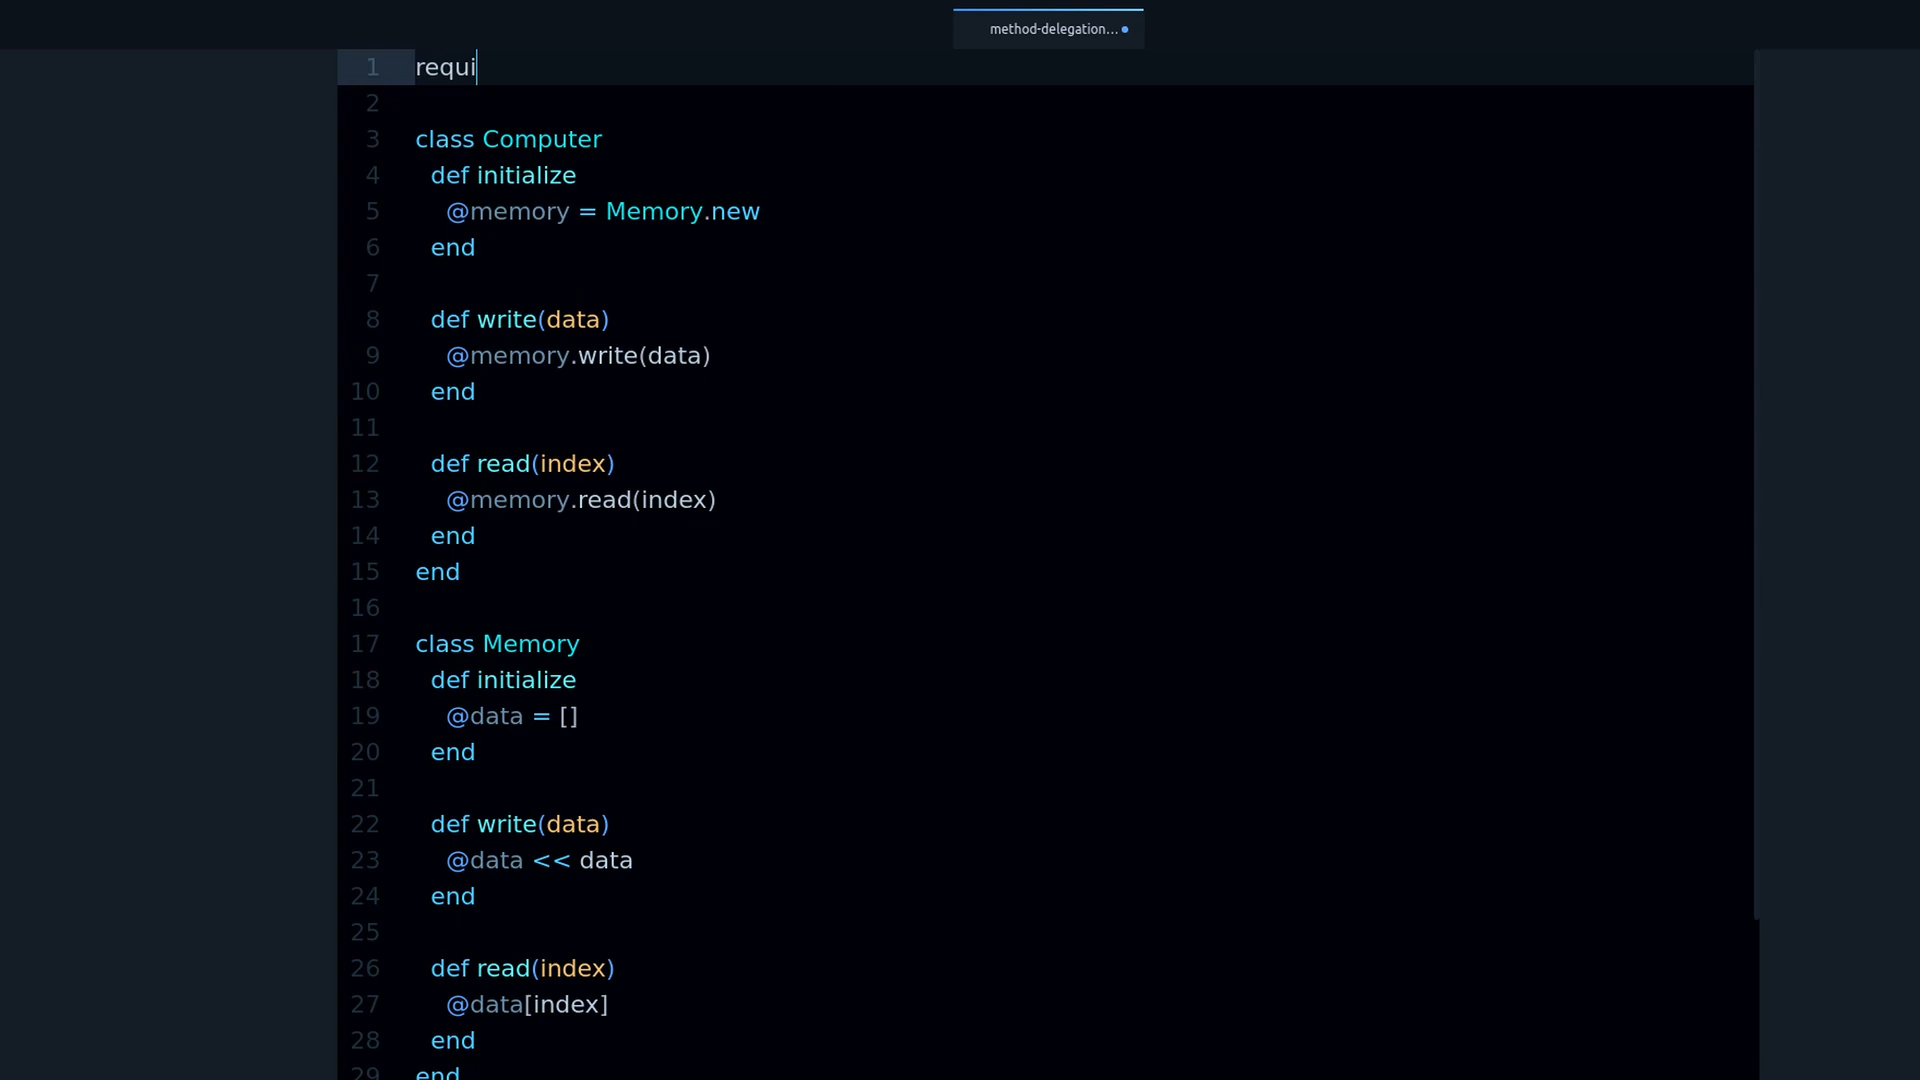 method-delegation...
1 requi
2
3 class Computer
4 def initialize
5 @memory = Memory.new
6 end
7
8 def write(data)
9 @memory.write(data)
10 end
11
12 def read(index)
13 @memory.read(index)
14 end
15 end
16
17 class Memory
18 def initialize
19 @data = []
20 end
21
22 def write(data)
23 @data << data
24 end
25
26 def read(index)
27 @data[index]
28 end
29 end